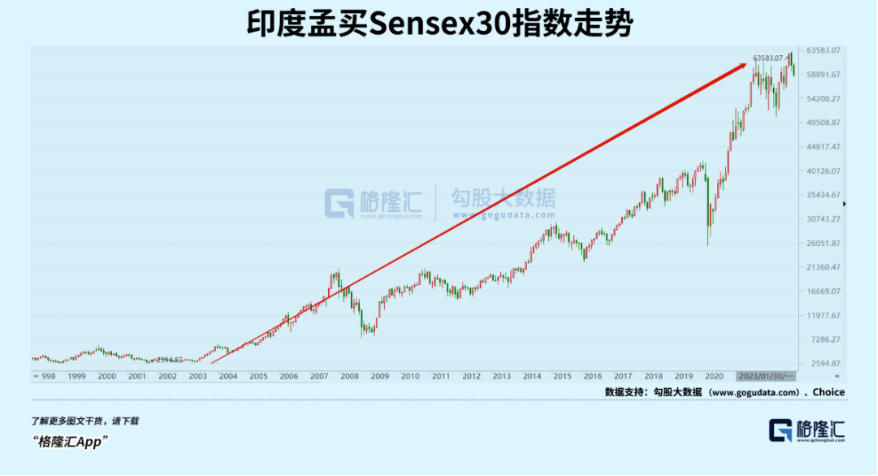 印度孟买Sensex30指数走势
63583.07
63583.07
58891.67
54200.27
49508.87
44817.47
40126.07
35434.67
30743.27
26051.87
21360.47
16669.07
11977.67
7286.27
2594.87
格隆汇 勾股大数据
www.gelonghui.com www.gogudata.com
2594.87
998 1999 2000 2001 2002 2003 2004 2005 2006 2007 2008 2009 2010 2011 2012 2013 2014 2015 2016 2017 2018 2019 2020 2023/01/30/一
数据支持：勾股大数据（www.gogudata.com）、Choice
了解更多图文干货，请下载
“格隆汇App”
格隆汇
www.gelonghui.com